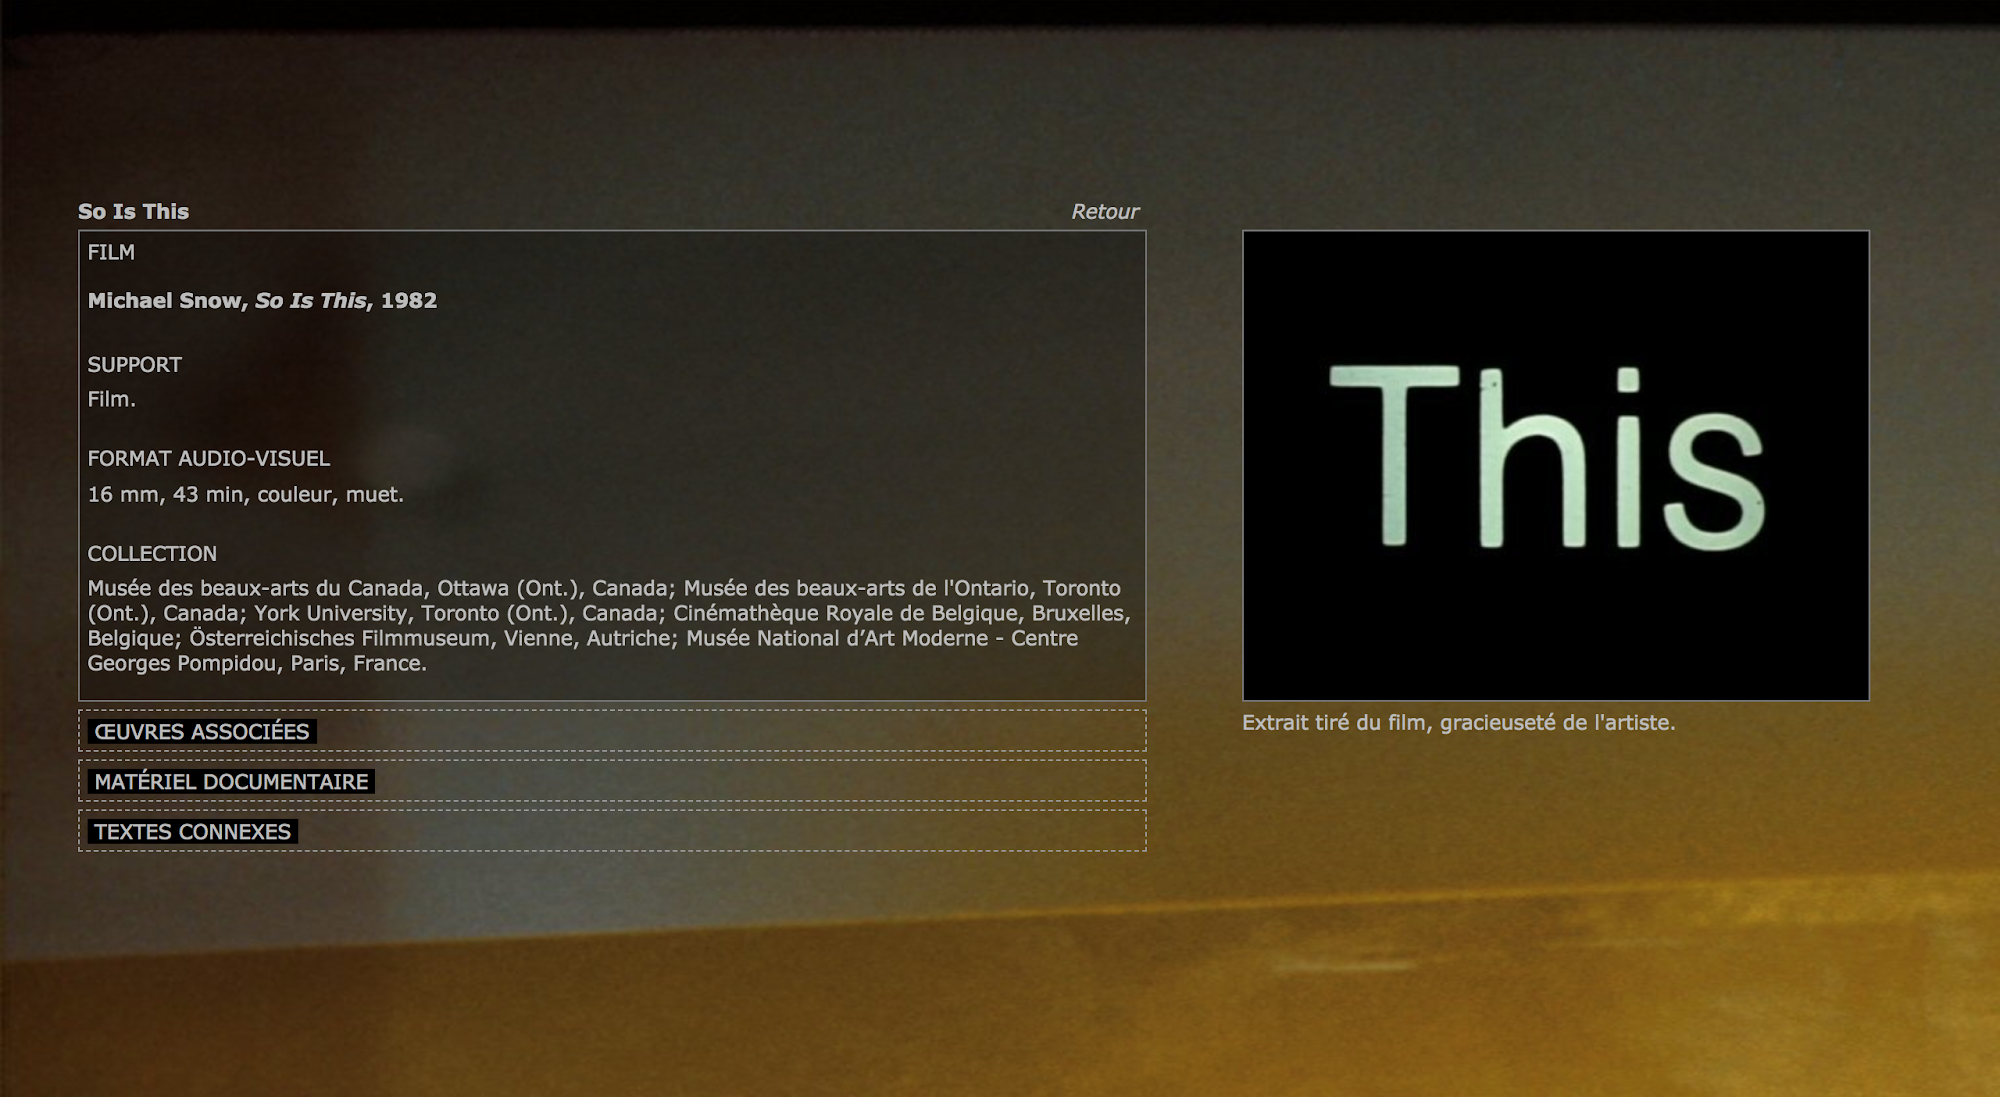 So Is This
Retour
FILM
Michael Snow, So Is This, 1982
SUPPORT
Film.
FORMAT AUDIO-VISUEL
16 mm, 43 min, couleur, muet.
COLLECTION
Musée des beaux-arts du Canada, Ottawa (Ont.), Canada; Musée des beaux-arts de l'Ontario, Toronto
(Ont.), Canada; York University, Toronto (Ont.), Canada; Cinémathèque Royale de Belgique, Bruxelles,
Belgique; Österreichisches Filmmuseum, Vienne, Autriche; Musée National d’Art Moderne - Centre
Georges Pompidou, Paris, France.
ŒUVRES ASSOCIÉES
MATÉRIEL DOCUMENTAIRE
TEXTES CONNEXES
This
Extrait tiré du film, gracieuseté de l'artiste.